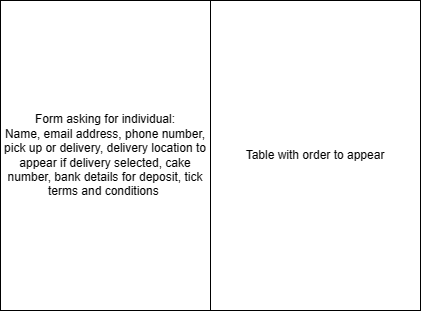 Form asking for individual:
Name, email address, phone number,
pick up or delivery, delivery location to
appear if delivery selected, cake
number, bank details for deposit, tick
terms and conditions
Table with order to appear